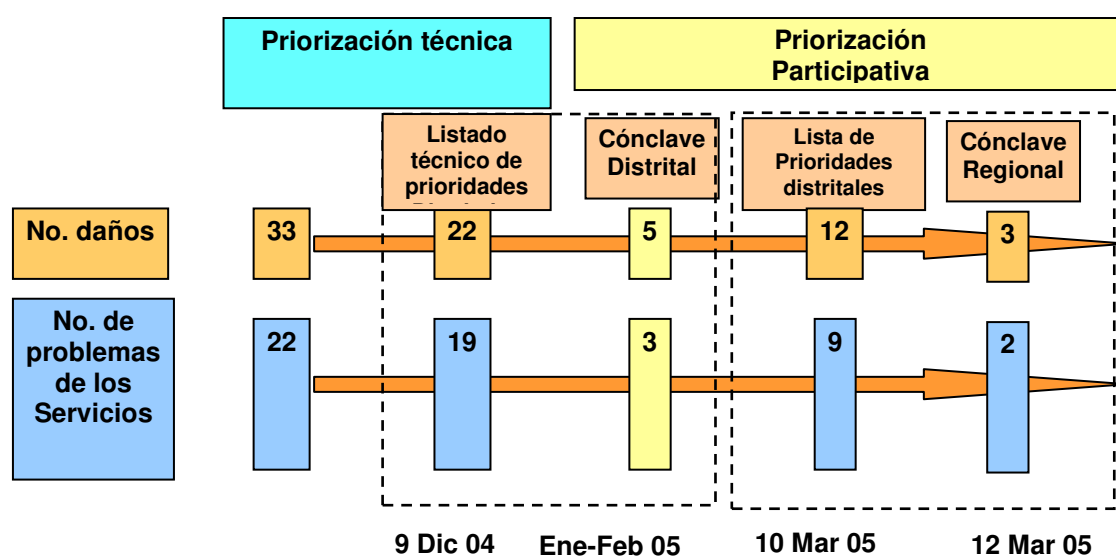 Priorización técnica
Priorización
Participativa
Listado
técnico de
prioridades
Cónclave
Distrital
Lista de
Prioridades
distritales
Cónclave
Regional
No. daños
33
22
5
12
3
No. de
problemas
de los
Servicios
22
19
3
9
2
9 Dic 04
Ene-Feb 05
10 Mar 05
12 Mar 05